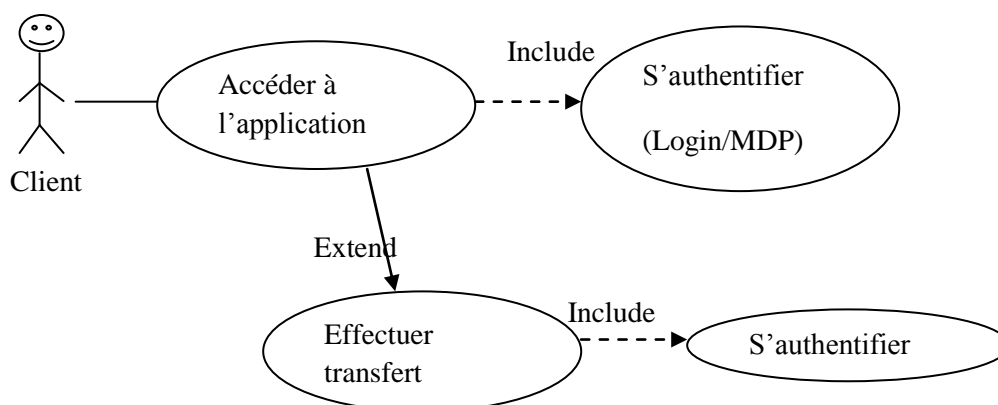 Include
Accéder à
l’application
S’authentifier
(Login/MDP)
Client
Extend
Effectuer
transfert
Include
S’authentifier